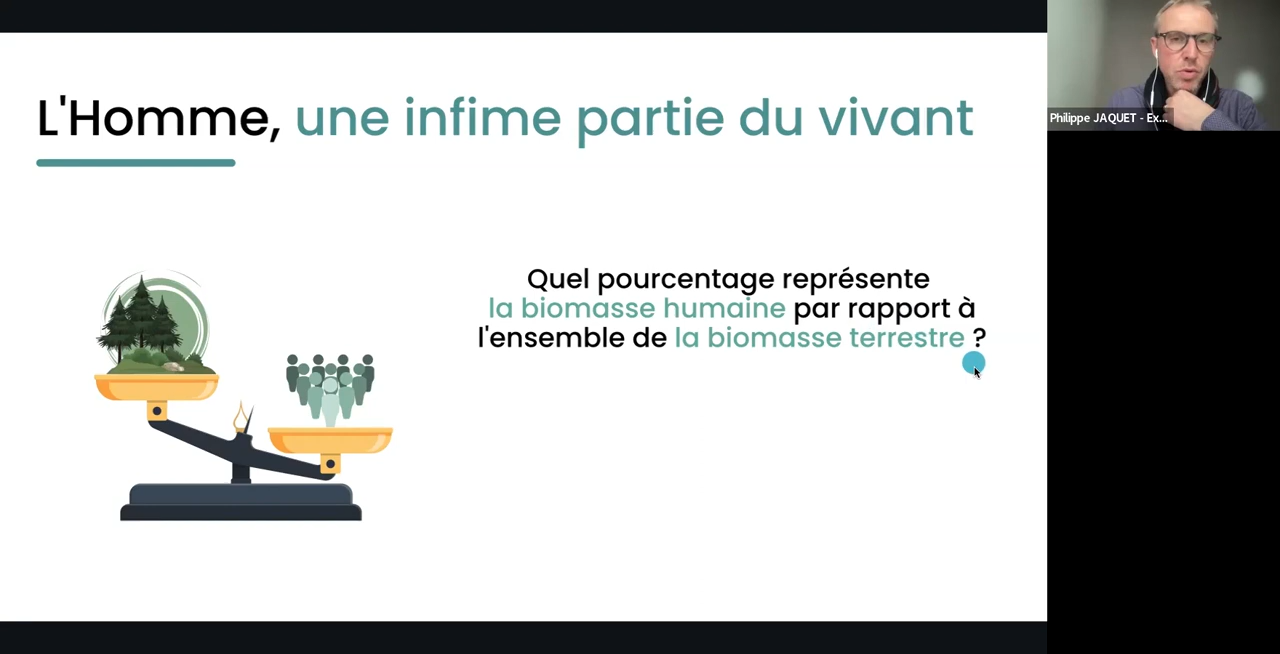 L'Homme, une infime partie du vivant
Quel pourcentage représente
la biomasse humaine par rapport à
l'ensemble de la biomasse terrestre ?
Philippe JAQUET - Ex...